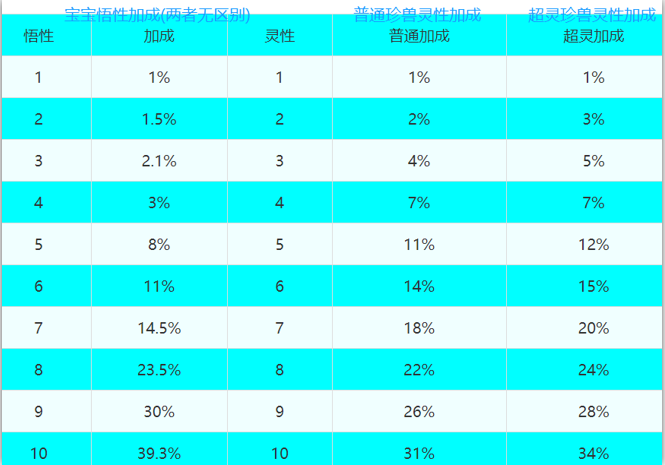 宝宝悟性加成(两者无区别) 普通珍兽灵性加成 超灵珍兽灵性加成
悟性 加成 灵性 普通加成 超灵加成
1 1% 1 1% 1%
2 1.5% 2 2% 3%
3 2.1% 3 4% 5%
4 3% 4 7% 7%
5 8% 5 11% 12%
6 11% 6 14% 15%
7 14.5% 7 18% 20%
8 23.5% 8 22% 24%
9 30% 9 26% 28%
10 39.3% 10 31% 34%